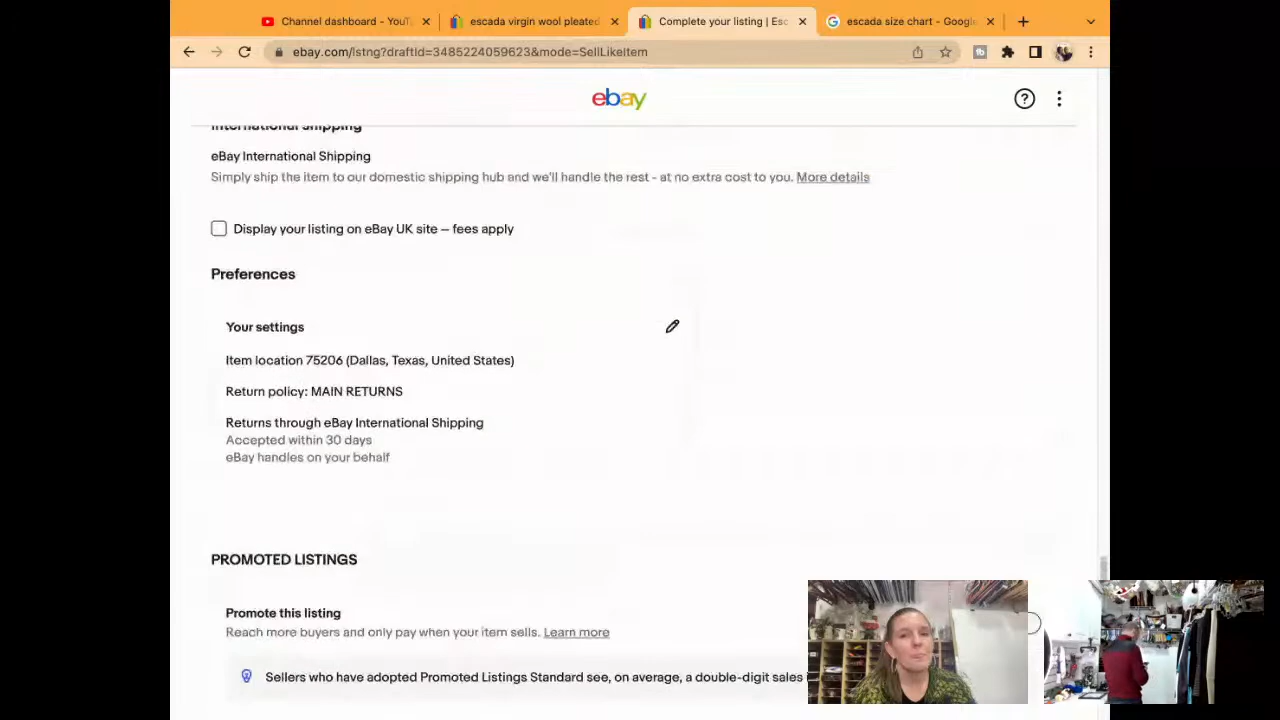 Channel dashboard - YouT
escada virgin wool pleated
Complete your listing | Esc
escada size chart - Google
ebay.com/lstng?draftId=3485224059623&mode=SellLikeItem
ebay
International shipping
eBay International Shipping
Simply ship the item to our domestic shipping hub and we'll handle the rest - at no extra cost to you. More details
Display your listing on eBay UK site – fees apply
Preferences
Your settings
Item location 75206 (Dallas, Texas, United States)
Return policy: MAIN RETURNS
Returns through eBay International Shipping
Accepted within 30 days
eBay handles on your behalf
PROMOTED LISTINGS
Promote this listing
Reach more buyers and only pay when your item sells. Learn more
Sellers who have adopted Promoted Listings Standard see, on average, a double-digit sales